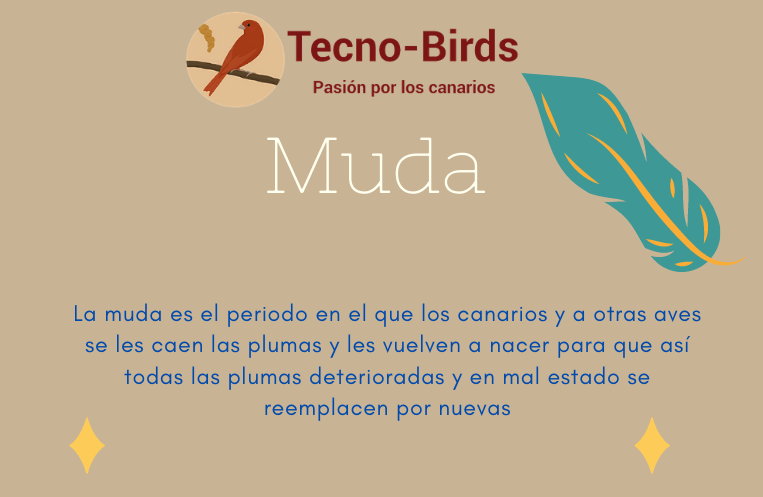 Tecno-Birds
Pasión por los canarios
Muda
La muda es el periodo en el que los canarios y a otras aves
se les caen las plumas y les vuelven a nacer para que así
todas las plumas deterioradas y en mal estado se
reemplacen por nuevas